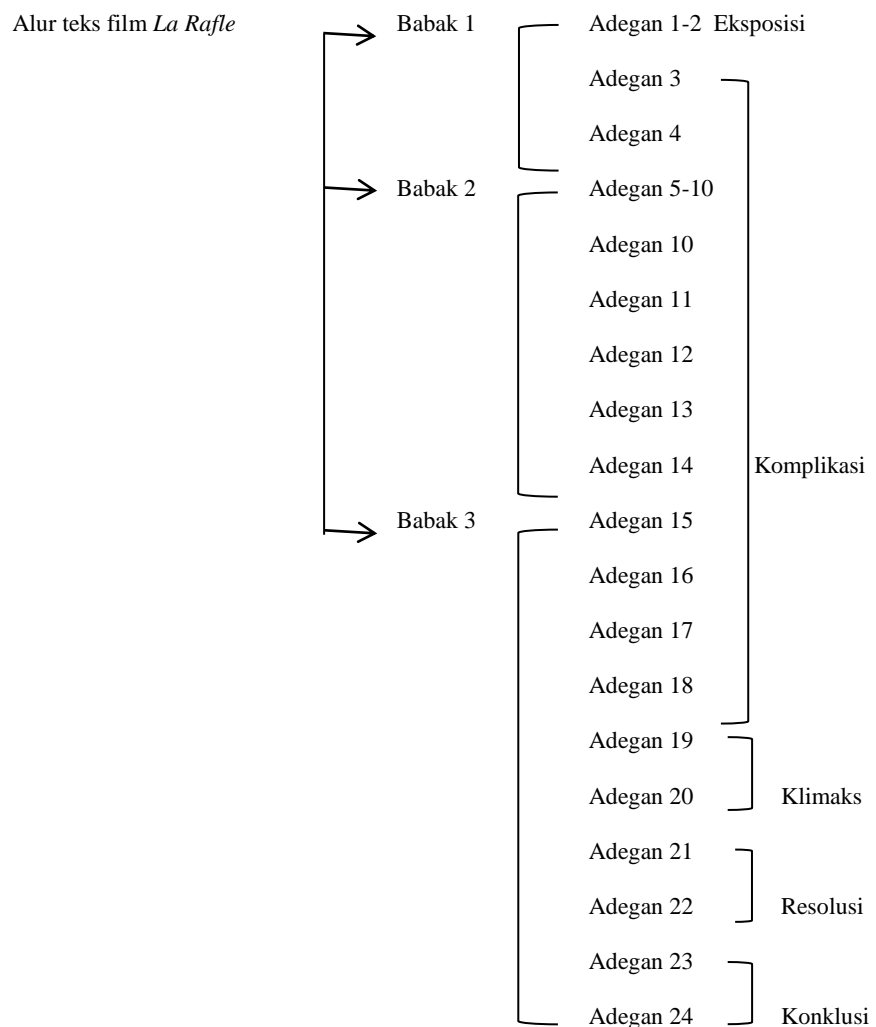 Alur teks film La Rafle Babak 1 Adegan 1-2 Eksposisi
Adegan 3
Adegan 4
Babak 2 Adegan 5-10
Adegan 10
Adegan 11
Adegan 12
Adegan 13
Adegan 14 Komplikasi
Babak 3 Adegan 15
Adegan 16
Adegan 17
Adegan 18
Adegan 19
Adegan 20 Klimaks
Adegan 21
Adegan 22 Resolusi
Adegan 23
Adegan 24 Konklusi